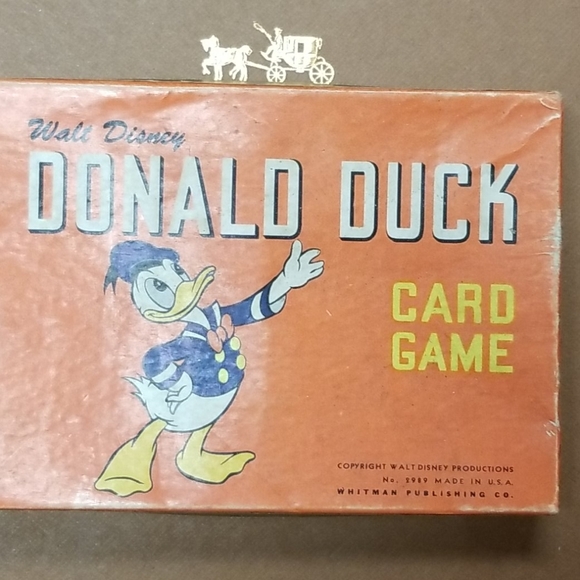 Walt Disney
DONALD DUCK
CARD
GAME
COPYRIGHT WALT DISNEY PRODUCTIONS
No. 2989 MADE IN U.S.A.
WHITMAN PUBLISHING CO.